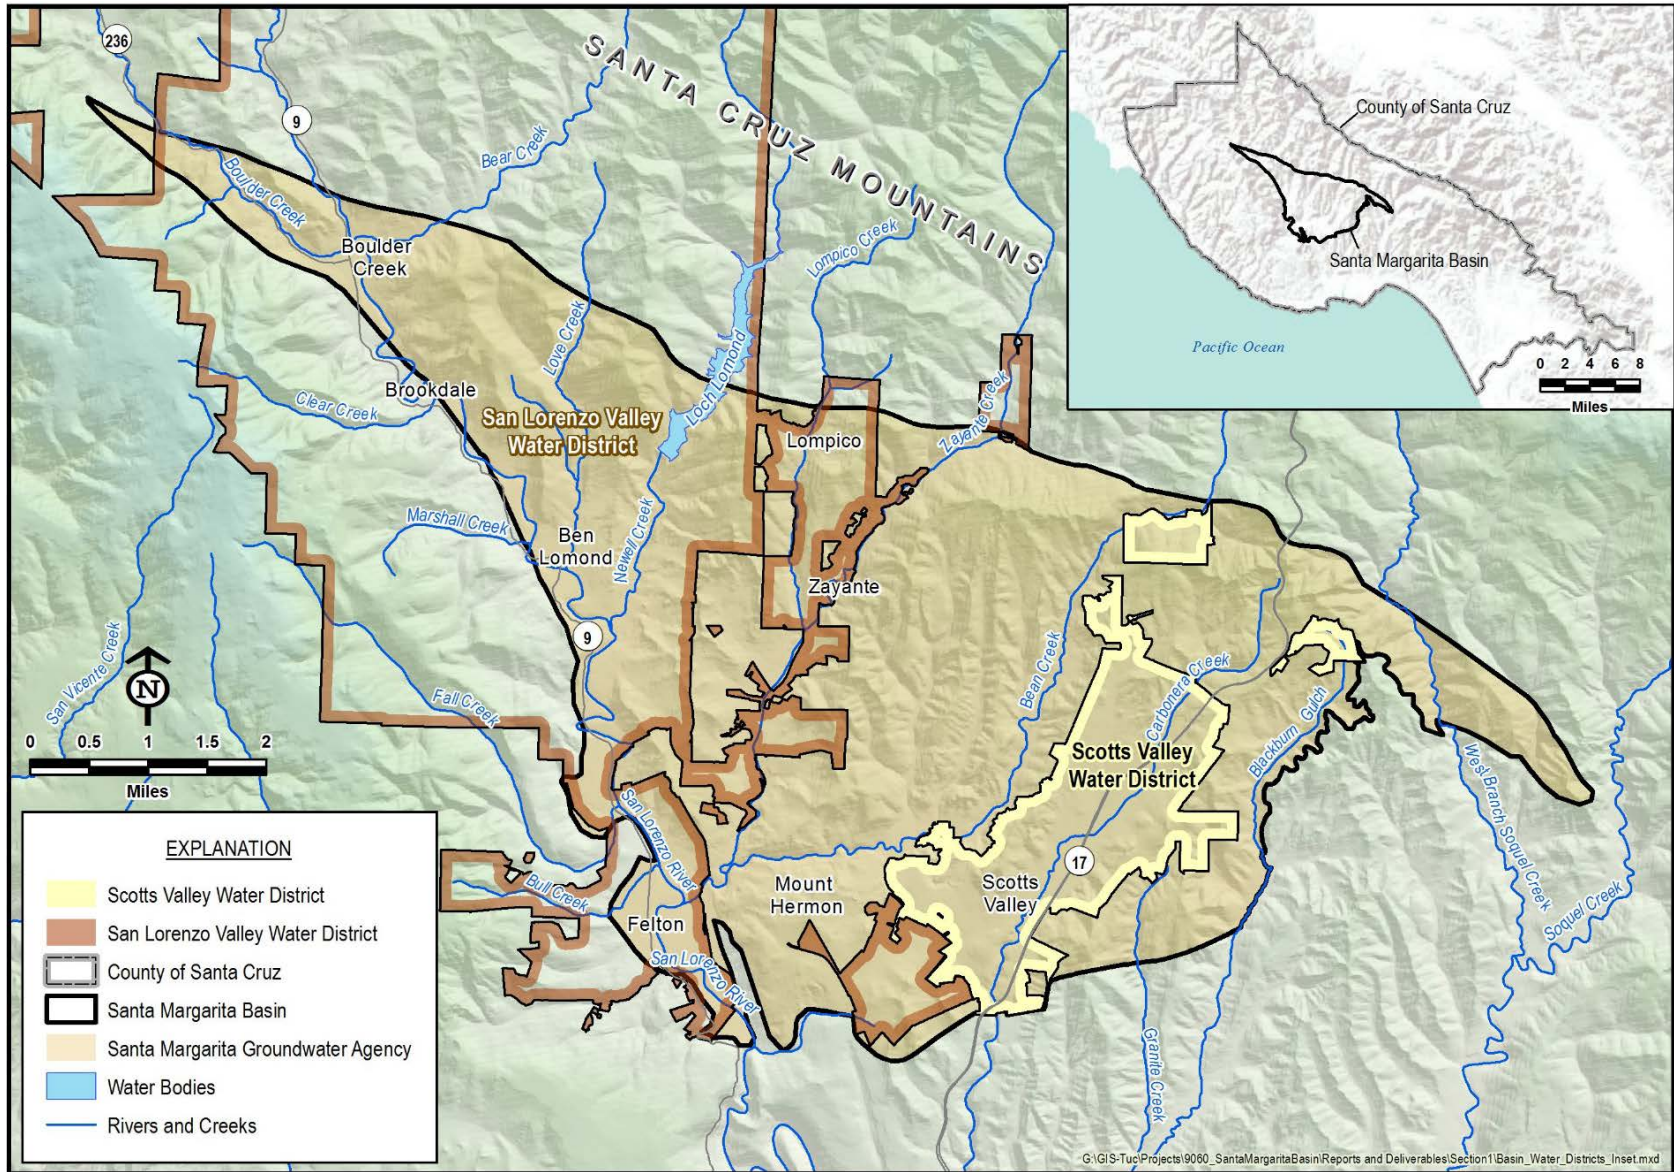 236
9
SANTA CRUZ MOUNTAINS
Bear Creek
Boulder Creek
Boulder
Creek
Lompico Creek
Love Creek
Loch Lomond
Brookdale
Clear Creek
San Lorenzo Valley
Water District
Lompico
Zayante Creek
Marshall Creek
Ben
Lomond
Newell Creek
Zayante
9
San Vicente Creek
Fall Creek
Bean Creek
Carbonera Creek
Blackburn Gulch
Scotts Valley
Water District
West Branch Soquel Creek
Soquel Creek
San Lorenzo River
17
Mount
Hermon
Scotts
Valley
Bull Creek
Felton
San Lorenzo River
Granite Creek
N
0 0.5 1 1.5 2
Miles
EXPLANATION
Scotts Valley Water District
San Lorenzo Valley Water District
County of Santa Cruz
Santa Margarita Basin
Santa Margarita Groundwater Agency
Water Bodies
Rivers and Creeks
County of Santa Cruz
Santa Margarita Basin
Pacific Ocean
0 2 4 6 8
Miles
G:\GIS-Tuc\Projects\9060_SantaMargaritaBasin\Reports and Deliverables\Section1\Basin_Water_Districts_Inset.mxd